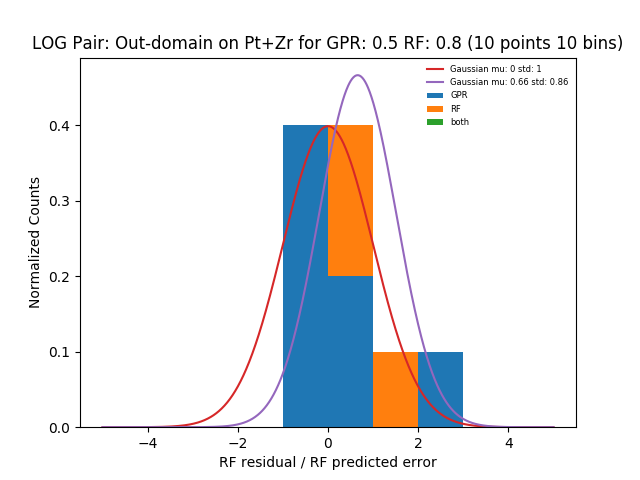 LOG Pair: Out-domain on Pt+Zr for GPR: 0.5 RF: 0.8 (10 points 10 bins)
Gaussian mu: 0 std: 1
Gaussian mu: 0.66 std: 0.86
GPR
RF
both
Normalized Counts
0.4
0.3
0.2
0.1
0.0
−4 −2 0 2 4
RF residual / RF predicted error